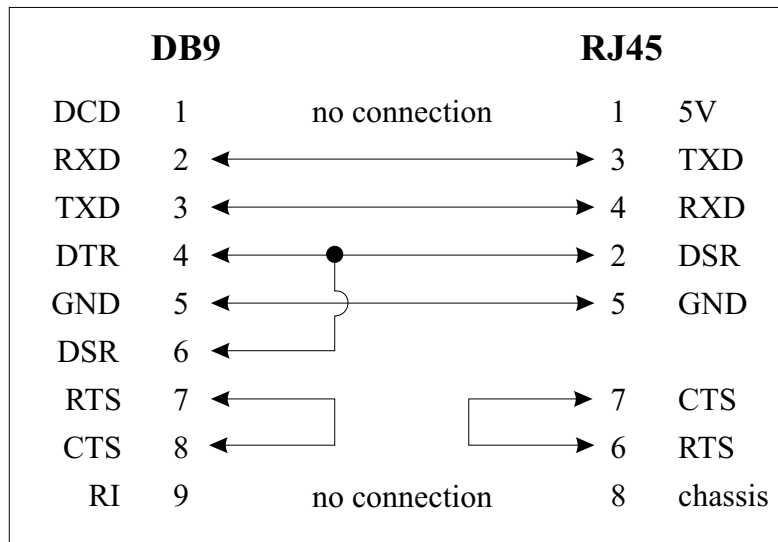 DB9 RJ45
DCD 1 no connection 1 5V
RXD 2 3 TXD
TXD 3 4 RXD
DTR 4 2 DSR
GND 5 5 GND
DSR 6
RTS 7 7 CTS
CTS 8 6 RTS
RI 9 no connection 8 chassis